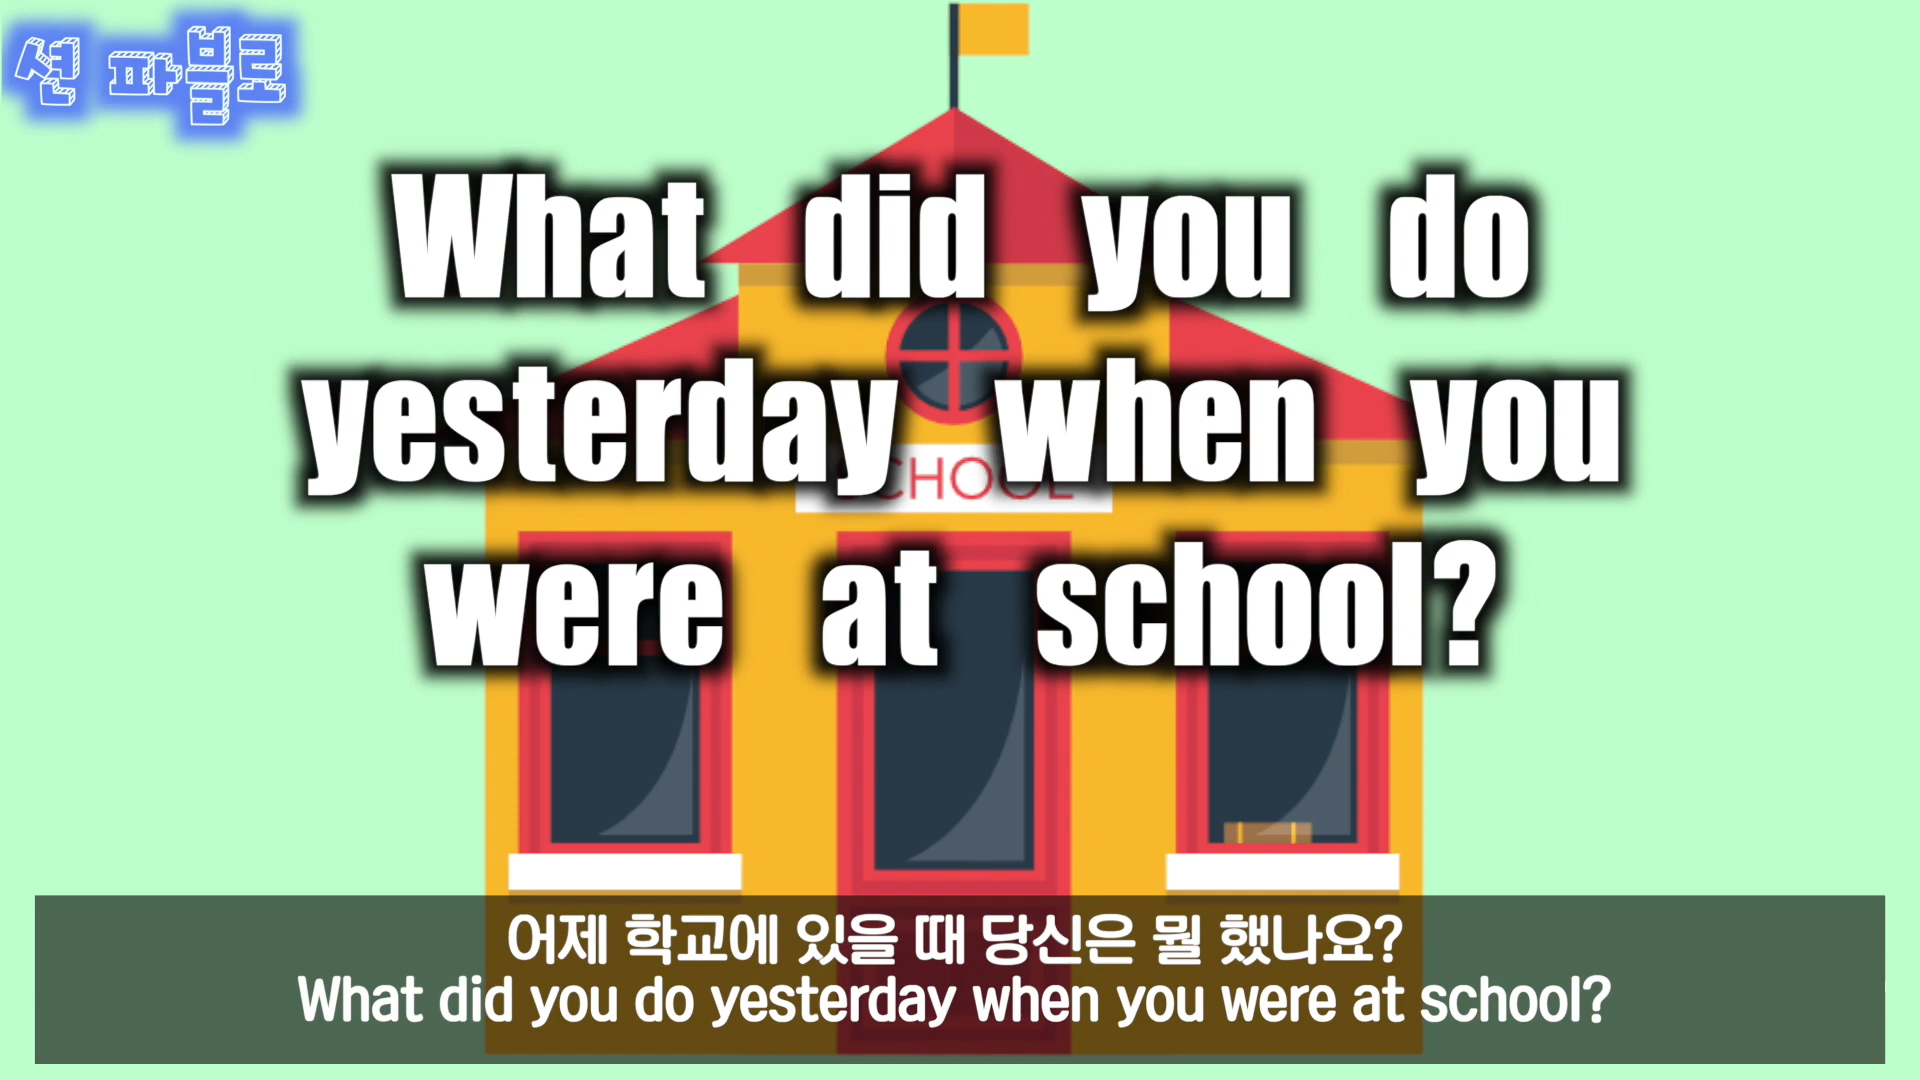 션 파블로
What did you do
yesterday when you
were at school?
SCHOOL
어제 학교에 있을 때 당신은 뭘 했나요?
What did you do yesterday when you were at school?